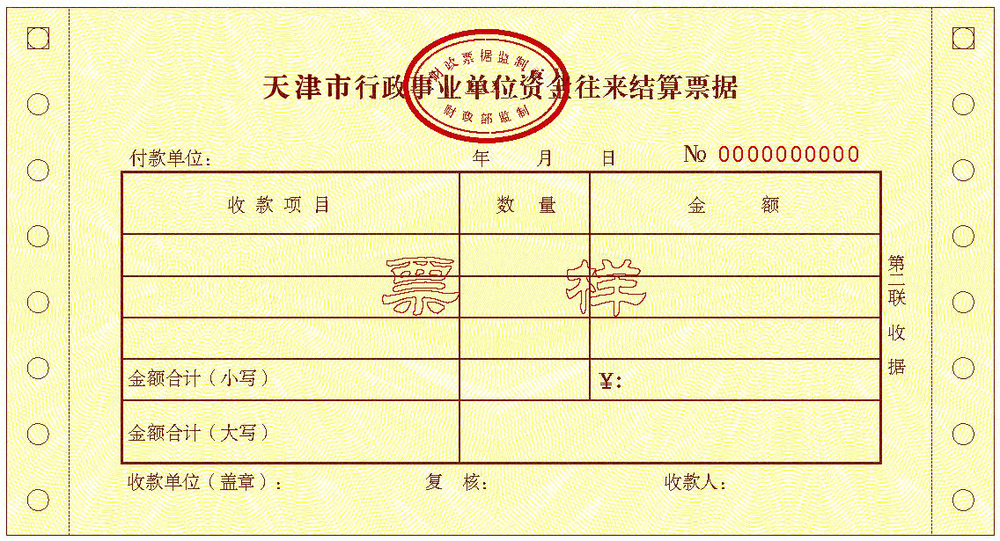 财政票据监制章
天津市行政事业单位资金往来结算票据
财政部监制
付款单位： 年 月 日 № 0000000000
收款项目 数量 金额
票样
金额合计（小写） ¥：
金额合计（大写）
收款单位（盖章）： 复核： 收款人：
第二联 收据